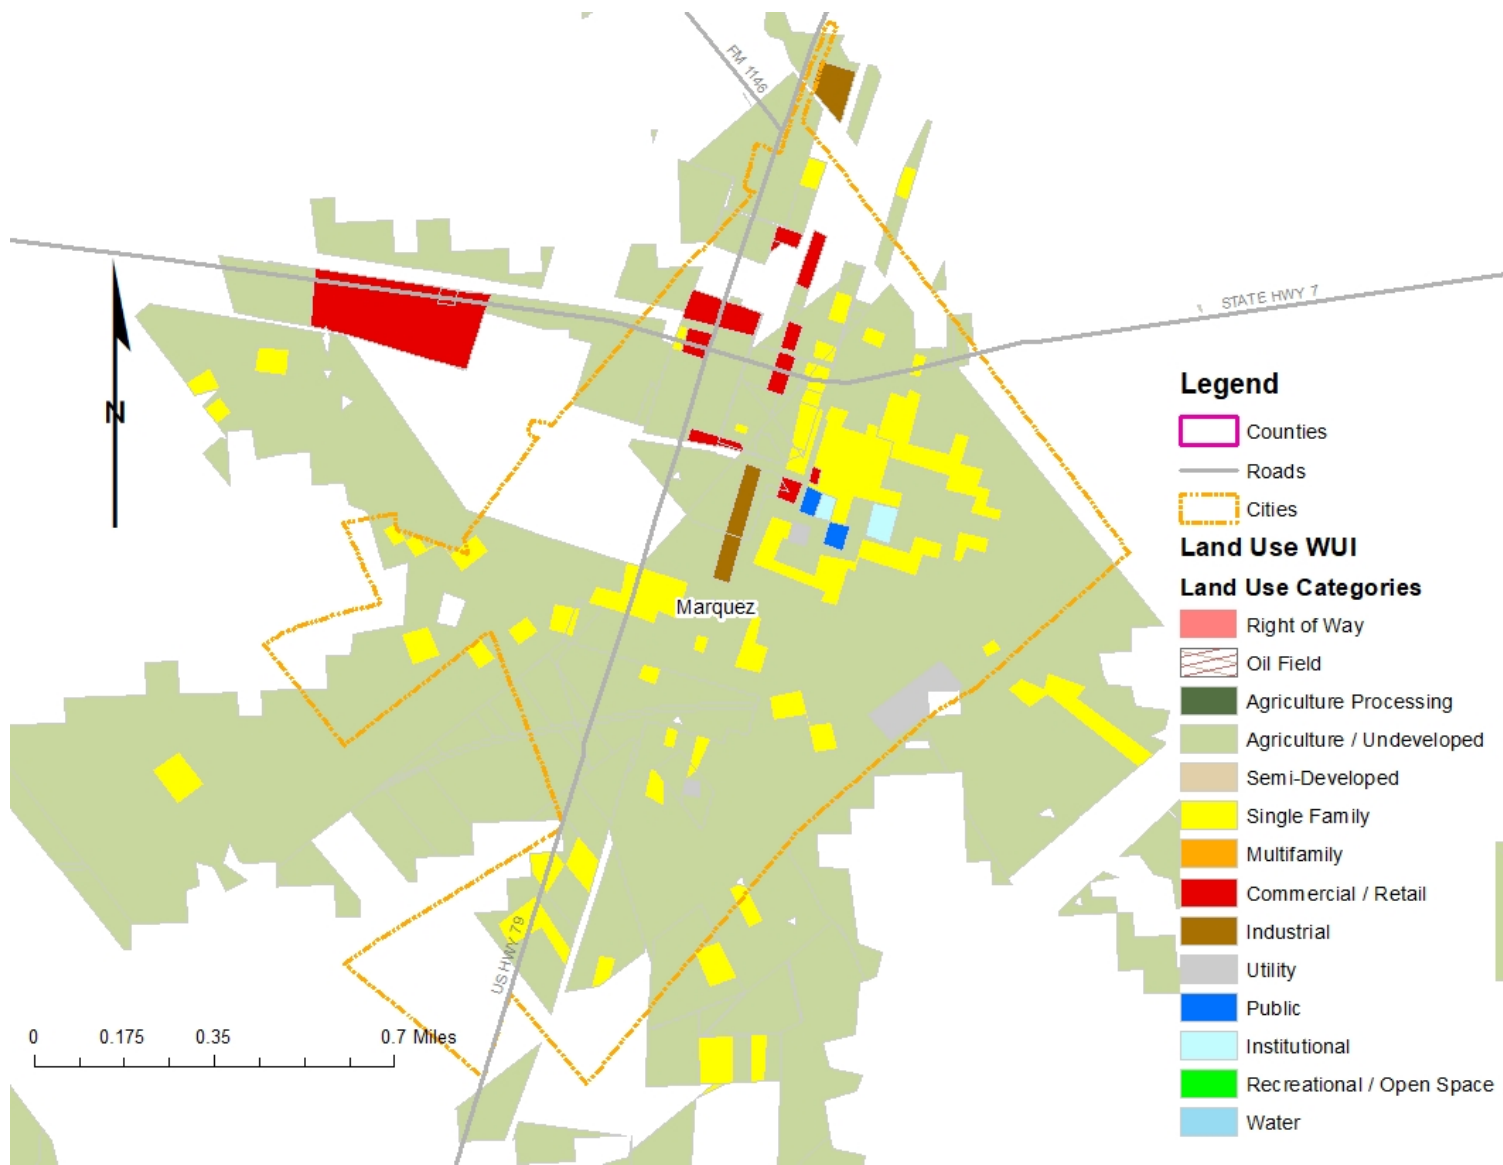 FM 1146
STATE HWY 7
N
Marquez
US HWY 79
0 0.175 0.35 0.7 Miles
Legend
Counties
Roads
Cities
Land Use WUI
Land Use Categories
Right of Way
Oil Field
Agriculture Processing
Agriculture / Undeveloped
Semi-Developed
Single Family
Multifamily
Commercial / Retail
Industrial
Utility
Public
Institutional
Recreational / Open Space
Water